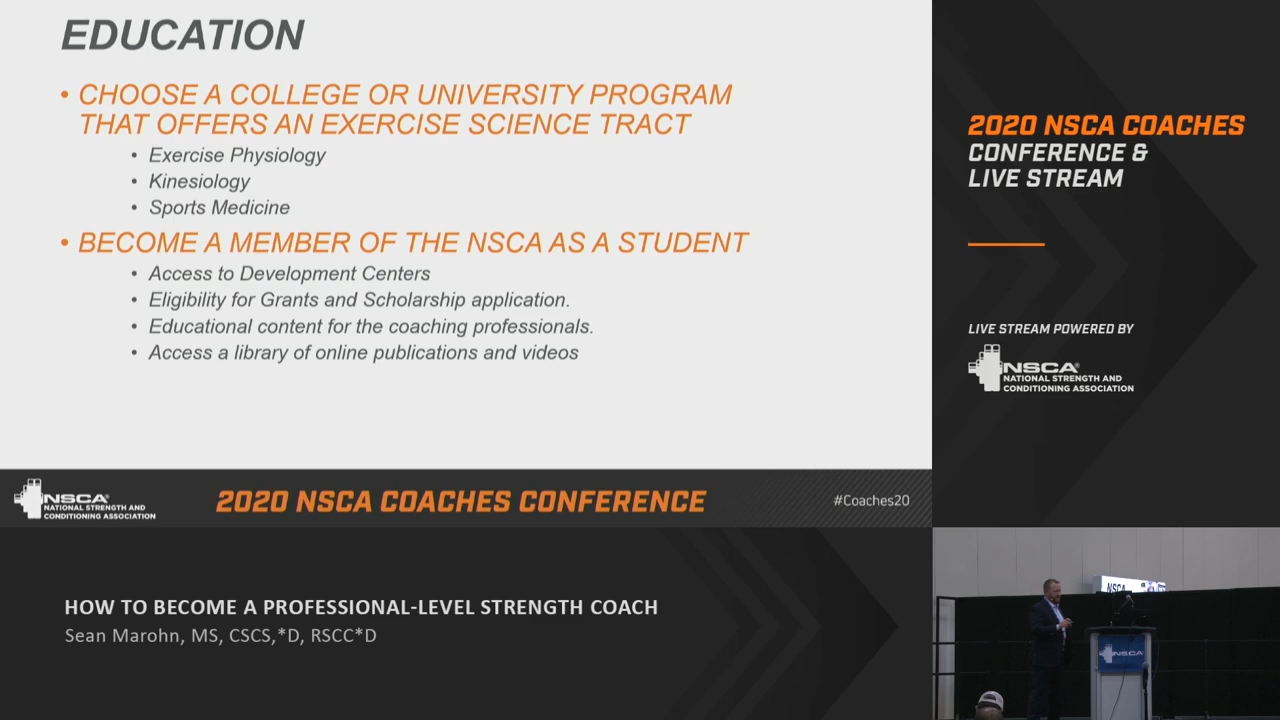 EDUCATION
• CHOOSE A COLLEGE OR UNIVERSITY PROGRAM
THAT OFFERS AN EXERCISE SCIENCE TRACT
• Exercise Physiology
• Kinesiology
• Sports Medicine
• BECOME A MEMBER OF THE NSCA AS A STUDENT
• Access to Development Centers
• Eligibility for Grants and Scholarship application.
• Educational content for the coaching professionals.
• Access a library of online publications and videos
NSCA®
NATIONAL STRENGTH AND
CONDITIONING ASSOCIATION
2020 NSCA COACHES CONFERENCE
#Coaches20
2020 NSCA COACHES
CONFERENCE &
LIVE STREAM
LIVE STREAM POWERED BY
NSCA®
NATIONAL STRENGTH AND
CONDITIONING ASSOCIATION
HOW TO BECOME A PROFESSIONAL-LEVEL STRENGTH COACH
Sean Marohn, MS, CSCS,*D, RSCC*D
NSCA
NSCA